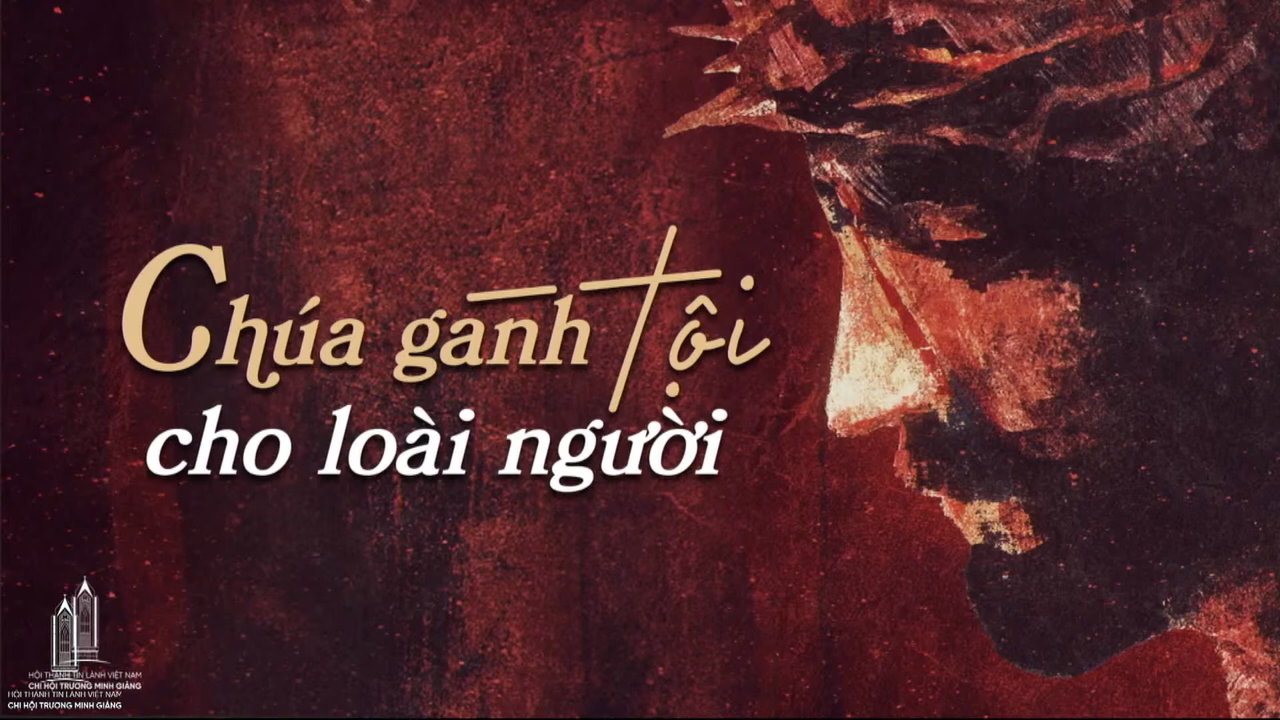 Chúa gánh tội
cho loài người
HỘI THÁNH TIN LÀNH VIỆT NAM
CHI HỘI TRƯƠNG MINH GIẢNG
HỘI THÁNH TIN LÀNH VIỆT NAM
CHI HỘI TRƯƠNG MINH GIẢNG